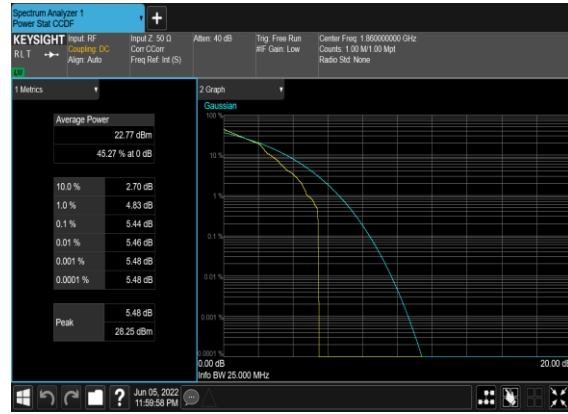 Spectrum Analyzer 1
Power Stat CCDF
KEYSIGHT
Input: RF
Input Z: 50 Ω
Atten: 40 dB
Trig: Free Run
Center Freq: 1.860000000 GHz
RLT
Coupling: DC
Corr CCorr
#IF Gain: Low
Counts: 1.00 M/1.00 Mpt
Align: Auto
Freq Ref: Int (S)
Radio Std: None
1 Metrics
2 Graph
Average Power
22.77 dBm
45.27 % at 0 dB
10.0 % 2.70 dB
1.0 % 4.83 dB
0.1 % 5.44 dB
0.01 % 5.46 dB
0.001 % 5.48 dB
0.0001 % 5.48 dB
Peak
5.48 dB
28.25 dBm
Gaussian
100 %
10 %
1 %
0.1 %
0.01 %
0.001 %
0.0001 %
0.00 dB
20.00 dB
Info BW 25.000 MHz
?
Jun 05, 2022
11:59:58 PM